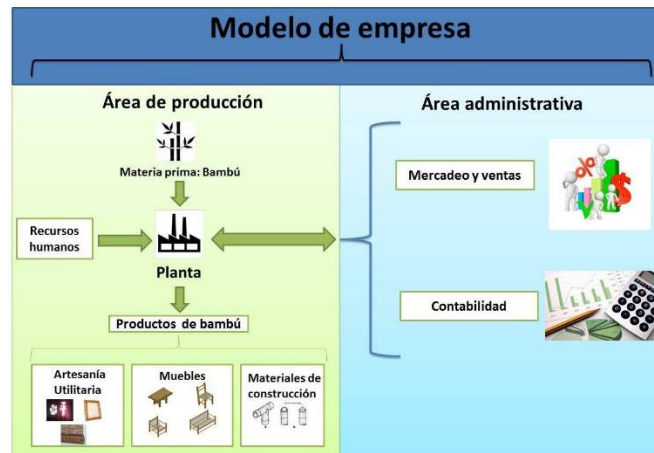 Modelo de empresa
Área de producción
Materia prima: Bambú
Recursos
humanos
Planta
Productos de bambú
Artesanía
Utilitaria
Muebles
Materiales de
construcción
Área administrativa
Mercadeo y ventas
Contabilidad